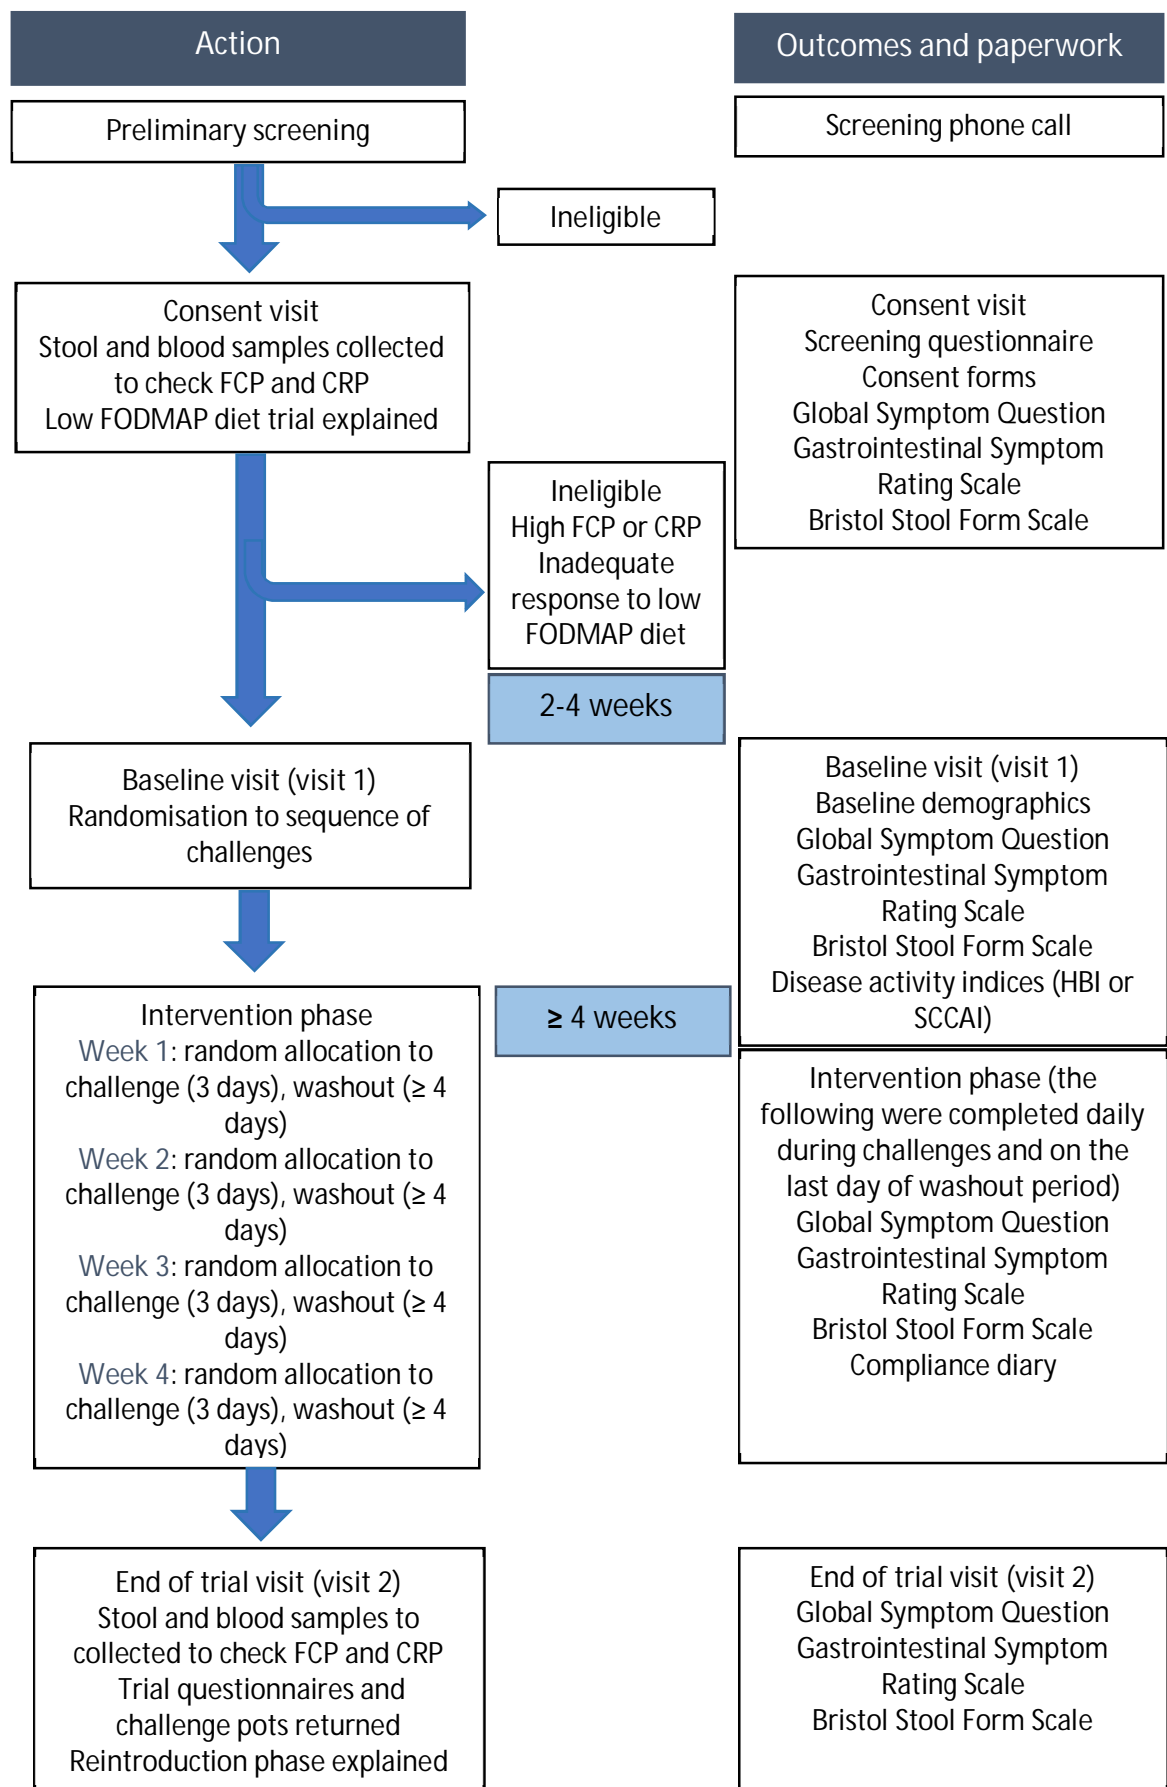 Action
Outcomes and paperwork
Preliminary screening
Screening phone call
Ineligible
Consent visit
Stool and blood samples collected
to check FCP and CRP
Low FODMAP diet trial explained
Consent visit
Screening questionnaire
Consent forms
Global Symptom Question
Gastrointestinal Symptom
Rating Scale
Bristol Stool Form Scale
Ineligible
High FCP or CRP
Inadequate
response to low
FODMAP diet
2-4 weeks
Baseline visit (visit 1)
Randomisation to sequence of
challenges
Baseline visit (visit 1)
Baseline demographics
Global Symptom Question
Gastrointestinal Symptom
Rating Scale
Bristol Stool Form Scale
Disease activity indices (HBI or
SCCAI)
Intervention phase
Week 1: random allocation to
challenge (3 days), washout (≥ 4
days)
Week 2: random allocation to
challenge (3 days), washout (≥ 4
days)
Week 3: random allocation to
challenge (3 days), washout (≥ 4
days)
Week 4: random allocation to
challenge (3 days), washout (≥ 4
days)
≥ 4 weeks
Intervention phase (the
following were completed daily
during challenges and on the
last day of washout period)
Global Symptom Question
Gastrointestinal Symptom
Rating Scale
Bristol Stool Form Scale
Compliance diary
End of trial visit (visit 2)
Stool and blood samples to
collected to check FCP and CRP
Trial questionnaires and
challenge pots returned
Reintroduction phase explained
End of trial visit (visit 2)
Global Symptom Question
Gastrointestinal Symptom
Rating Scale
Bristol Stool Form Scale